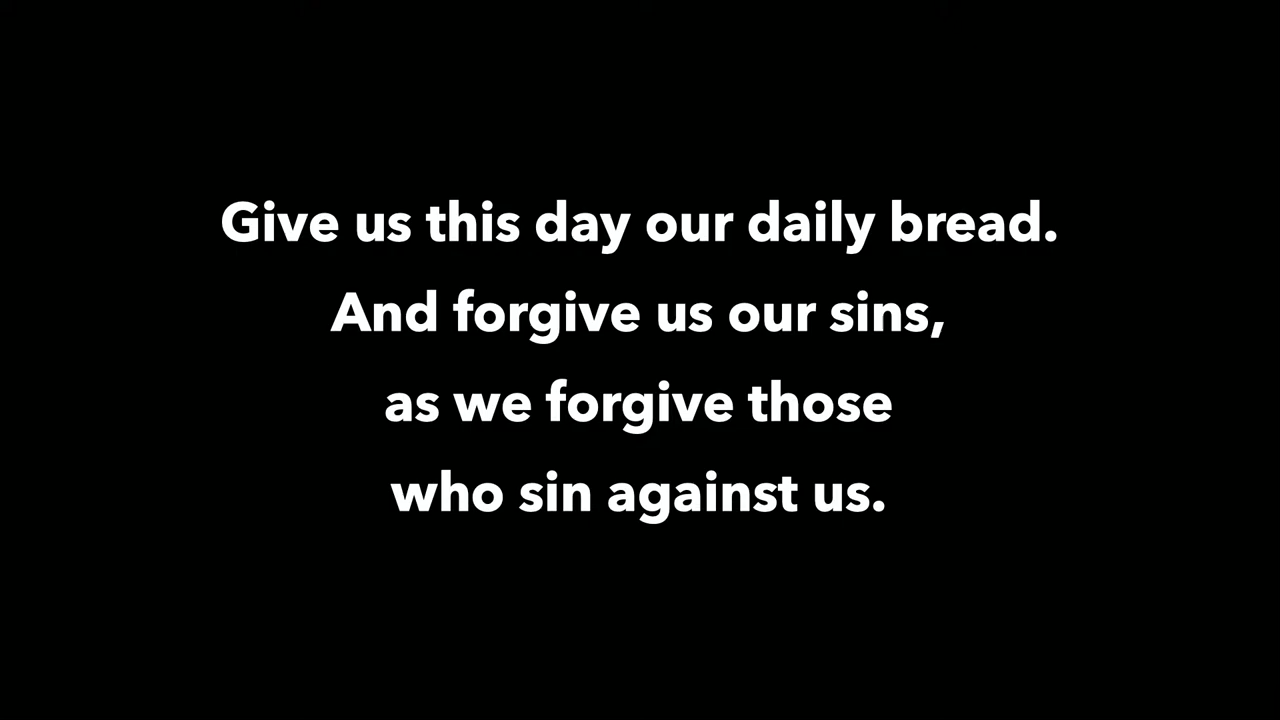 Give us this day our daily bread.
And forgive us our sins,
as we forgive those
who sin against us.